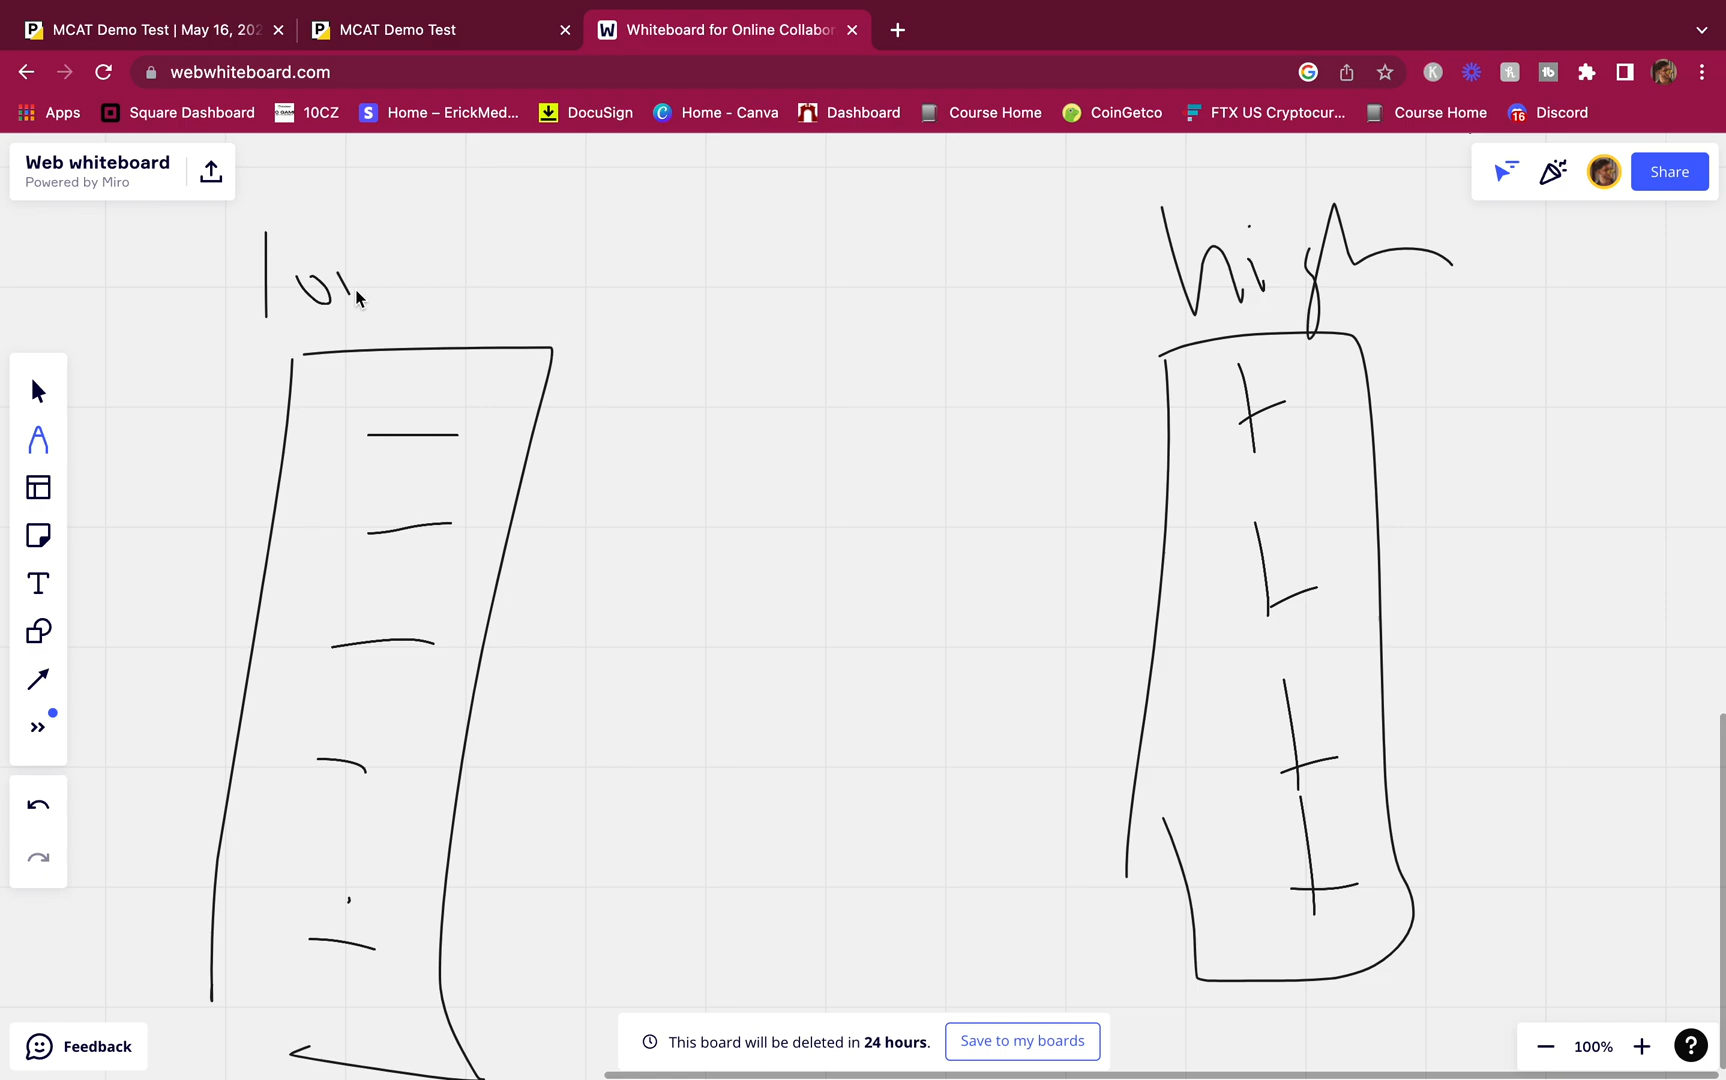 MCAT Demo Test | May 16, 202
MCAT Demo Test
Whiteboard for Online Collabor
webwhiteboard.com
Apps
Square Dashboard
10CZ
Home – ErickMed...
DocuSign
Home - Canva
Dashboard
Course Home
CoinGetco
FTX US Cryptocur...
Course Home
16
Discord
Web whiteboard
Powered by Miro
Share
high
Feedback
This board will be deleted in 24 hours.
Save to my boards
100%